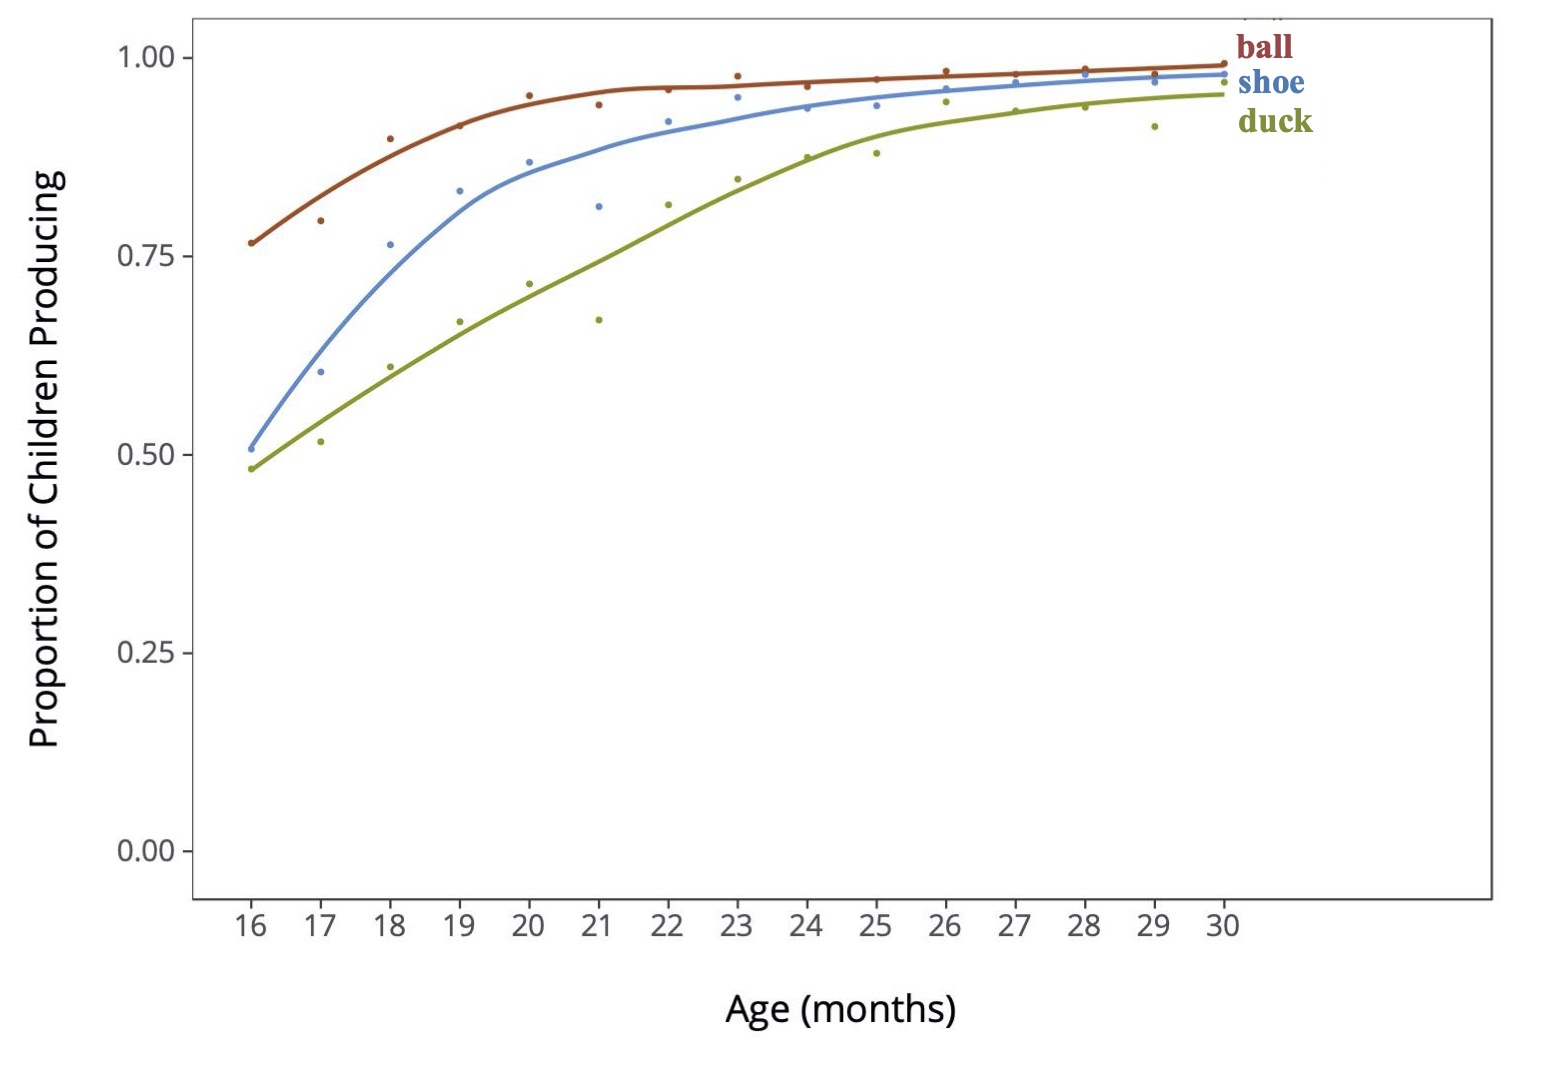 ball
shoe
duck
1.00
0.75
0.50
0.25
0.00
Proportion of Children Producing
16 17 18 19 20 21 22 23 24 25 26 27 28 29 30
Age (months)